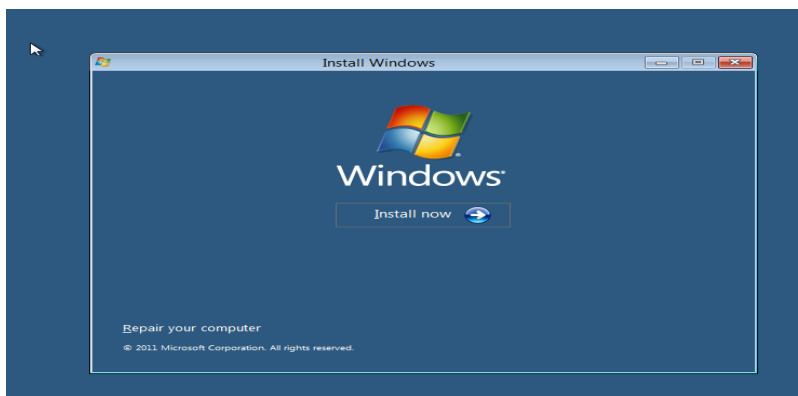 Install Windows
Windows
Install now
Repair your computer
© 2011 Microsoft Corporation. All rights reserved.